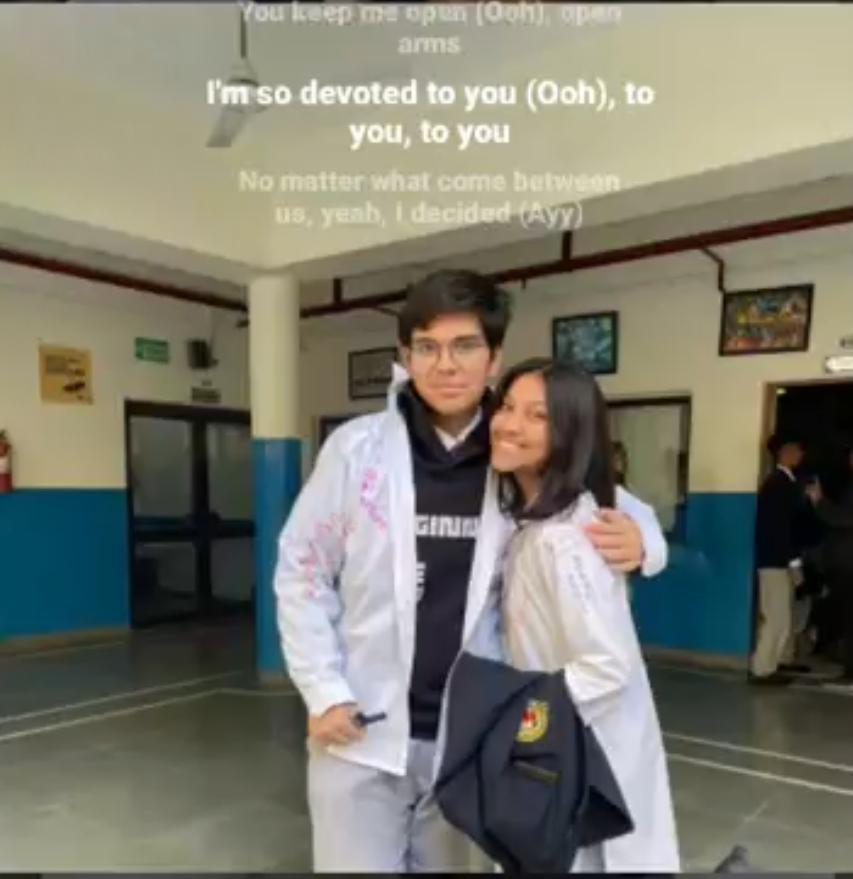 You keep me open (Ooh), open
arms
I'm so devoted to you (Ooh), to
you, to you
No matter what come between
us, yeah, I decided (Ayy)
GINN